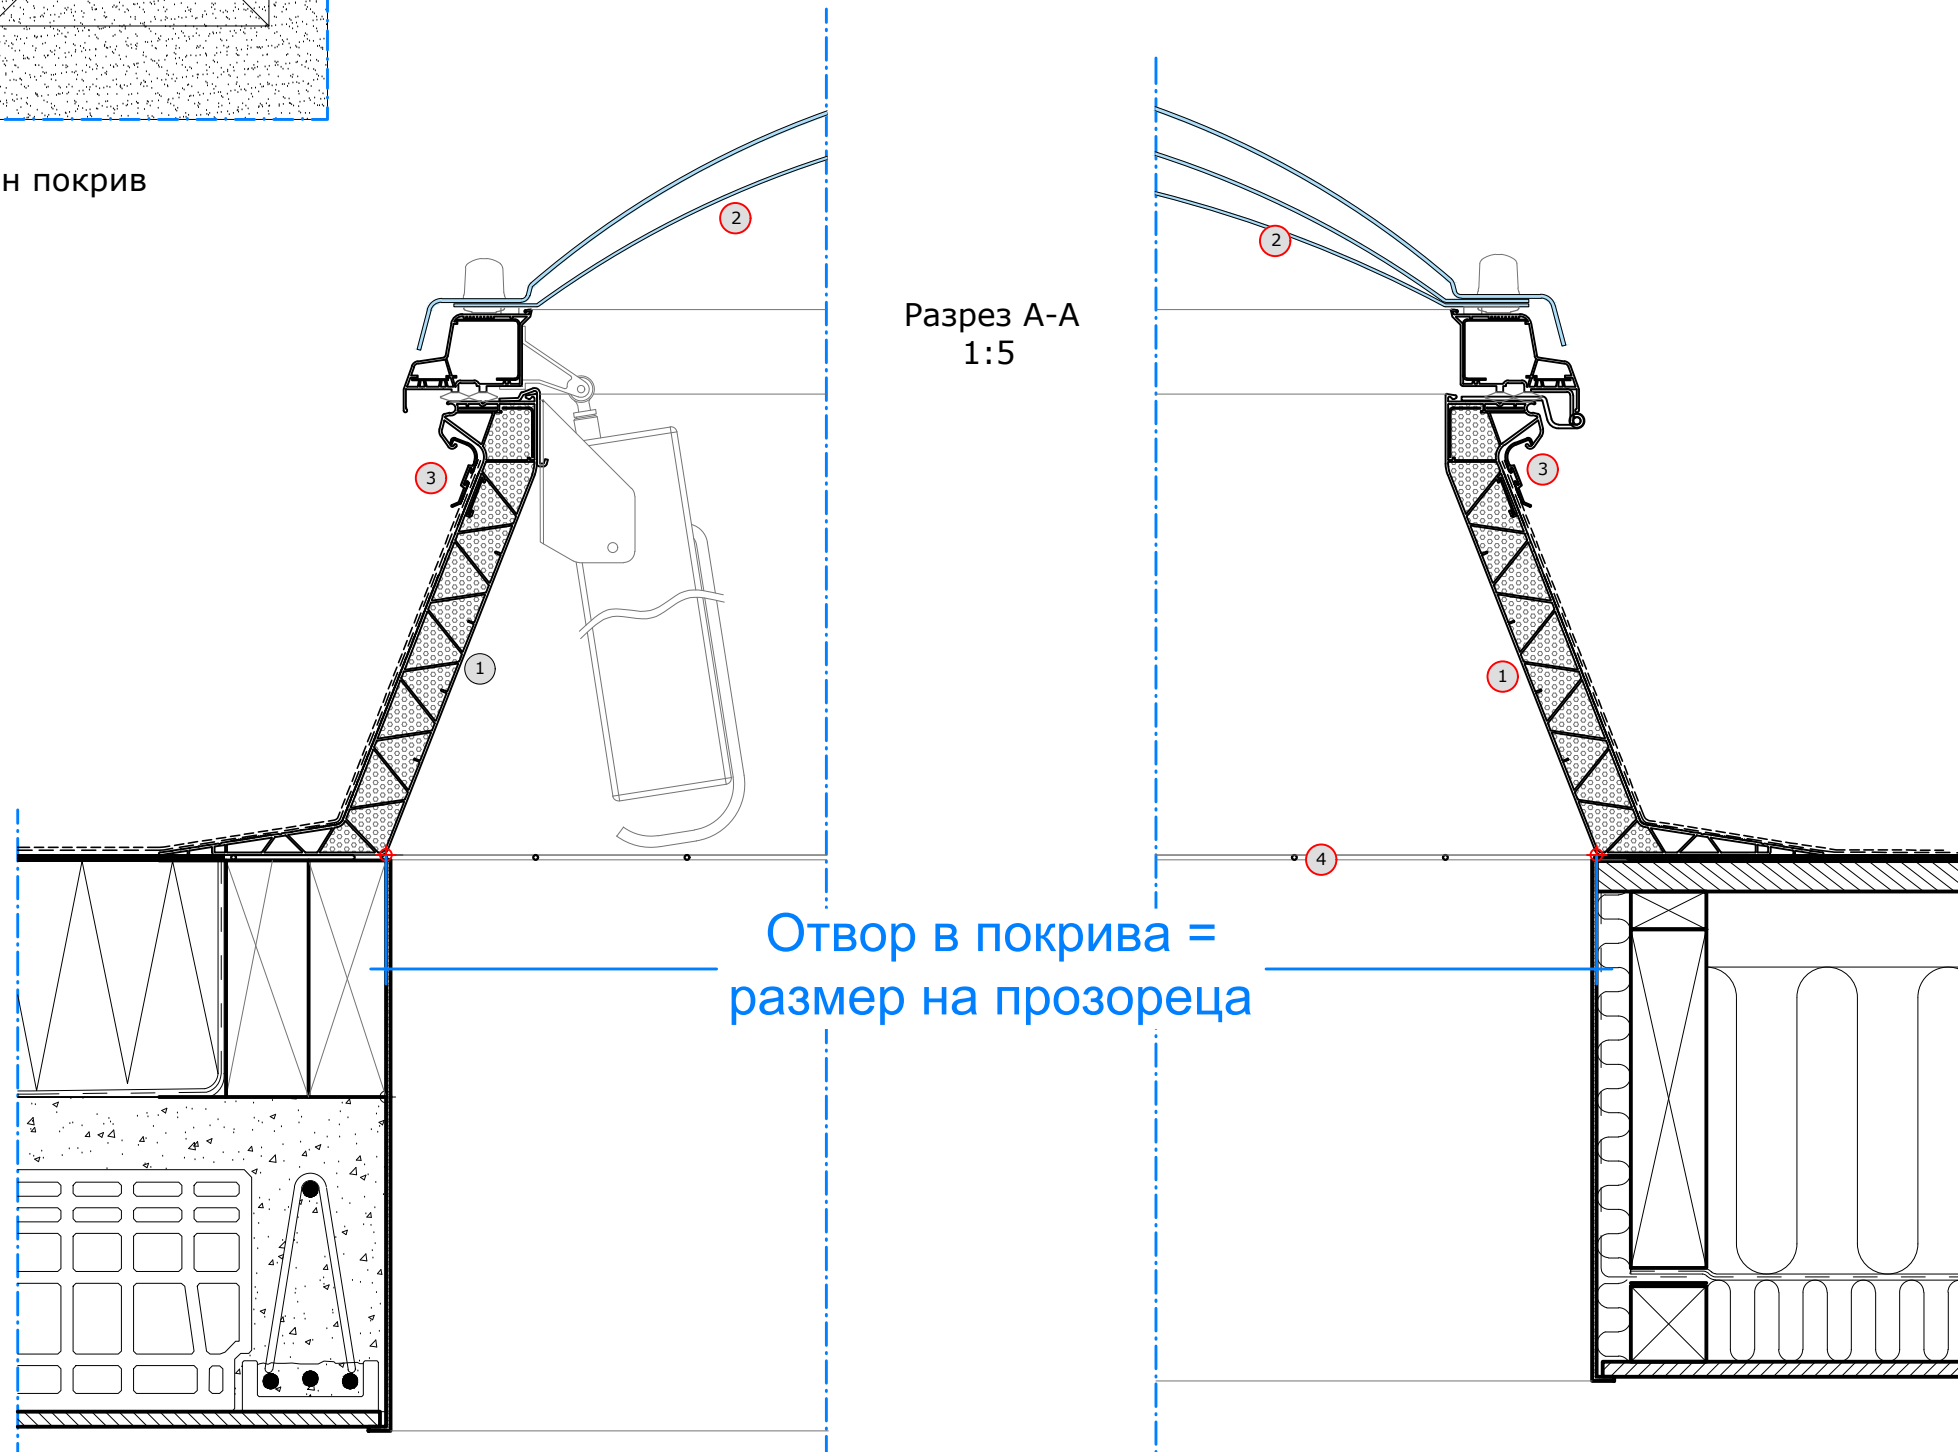 н покрив
2
2
Разрез А-А
1:5
3
3
1
1
4
Отвор в покрива =
размер на прозореца